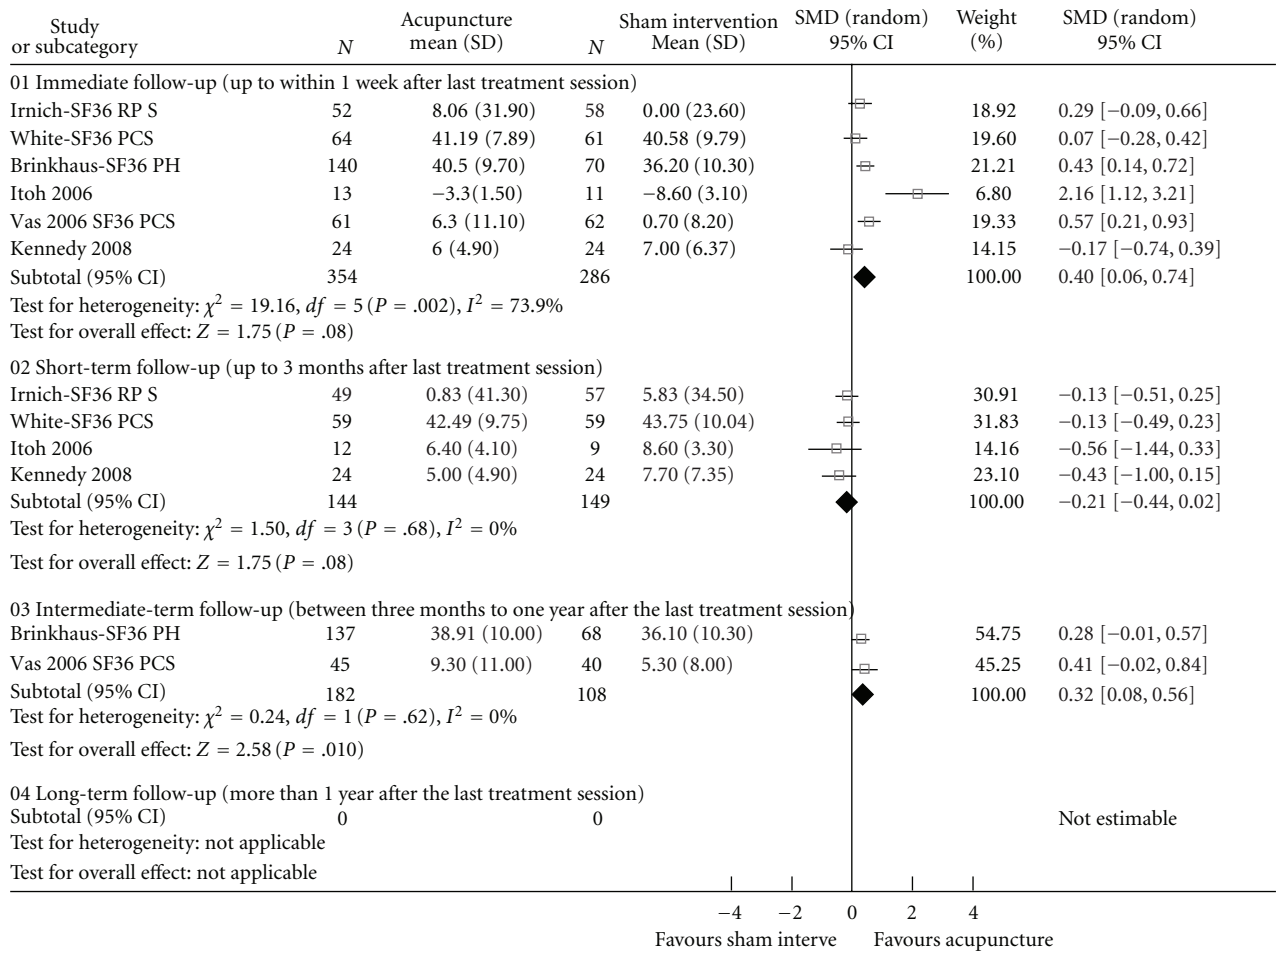 Study or subcategory N Acupuncture mean (SD) N Sham intervention Mean (SD) SMD (random) 95% CI Weight (%) SMD (random) 95% CI
01 Immediate follow-up (up to within 1 week after last treatment session)
Irnich-SF36 RP S 52 8.06 (31.90) 58 0.00 (23.60) 18.92 0.29 [−0.09, 0.66]
White-SF36 PCS 64 41.19 (7.89) 61 40.58 (9.79) 19.60 0.07 [−0.28, 0.42]
Brinkhaus-SF36 PH 140 40.5 (9.70) 70 36.20 (10.30) 21.21 0.43 [0.14, 0.72]
Itoh 2006 13 −3.3(1.50) 11 −8.60 (3.10) 6.80 2.16 [1.12, 3.21]
Vas 2006 SF36 PCS 61 6.3 (11.10) 62 0.70 (8.20) 19.33 0.57 [0.21, 0.93]
Kennedy 2008 24 6 (4.90) 24 7.00 (6.37) 14.15 −0.17 [−0.74, 0.39]
Subtotal (95% CI) 354 286 100.00 0.40 [0.06, 0.74]
Test for heterogeneity: χ² = 19.16, df = 5 (P = .002), I² = 73.9%
Test for overall effect: Z = 1.75 (P = .08)
02 Short-term follow-up (up to 3 months after last treatment session)
Irnich-SF36 RP S 49 0.83 (41.30) 57 5.83 (34.50) 30.91 −0.13 [−0.51, 0.25]
White-SF36 PCS 59 42.49 (9.75) 59 43.75 (10.04) 31.83 −0.13 [−0.49, 0.23]
Itoh 2006 12 6.40 (4.10) 9 8.60 (3.30) 14.16 −0.56 [−1.44, 0.33]
Kennedy 2008 24 5.00 (4.90) 24 7.70 (7.35) 23.10 −0.43 [−1.00, 0.15]
Subtotal (95% CI) 144 149 100.00 −0.21 [−0.44, 0.02]
Test for heterogeneity: χ² = 1.50, df = 3 (P = .68), I² = 0%
Test for overall effect: Z = 1.75 (P = .08)
03 Intermediate-term follow-up (between three months to one year after the last treatment session)
Brinkhaus-SF36 PH 137 38.91 (10.00) 68 36.10 (10.30) 54.75 0.28 [−0.01, 0.57]
Vas 2006 SF36 PCS 45 9.30 (11.00) 40 5.30 (8.00) 45.25 0.41 [−0.02, 0.84]
Subtotal (95% CI) 182 108 100.00 0.32 [0.08, 0.56]
Test for heterogeneity: χ² = 0.24, df = 1 (P = .62), I² = 0%
Test for overall effect: Z = 2.58 (P = .010)
04 Long-term follow-up (more than 1 year after the last treatment session)
Subtotal (95% CI) 0 0 Not estimable
Test for heterogeneity: not applicable
Test for overall effect: not applicable
−4 −2 0 2 4
Favours sham interve Favours acupuncture